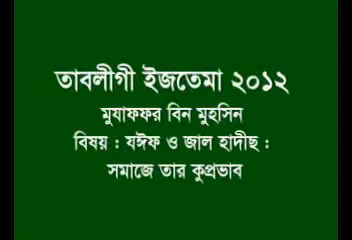 তাবলীগী ইজতেমা ২০১২
মুযাফফর বিন মুহসিন
বিষয় : যঈফ ও জাল হাদীছ :
সমাজে তার কুপ্রভাব